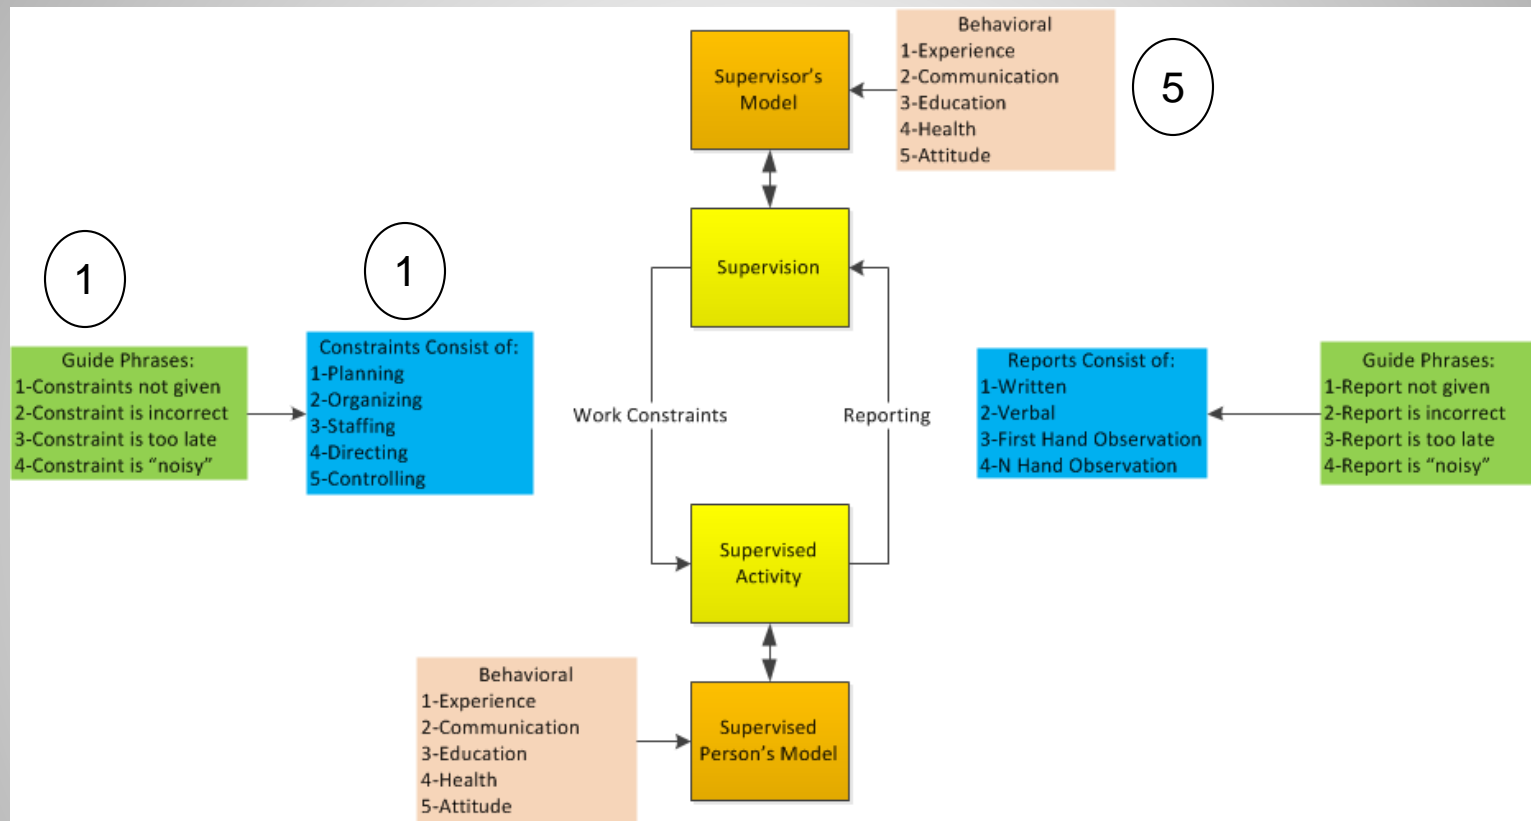 Behavioral
1-Experience
2-Communication
3-Education
4-Health
5-Attitude
5
Supervisor's
Model
Supervision
1
1
Guide Phrases:
1-Constraints not given
2-Constraint is incorrect
3-Constraint is too late
4-Constraint is “noisy”
Constraints Consist of:
1-Planning
2-Organizing
3-Staffing
4-Directing
5-Controlling
Work Constraints
Reporting
Reports Consist of:
1-Written
2-Verbal
3-First Hand Observation
4-N Hand Observation
Guide Phrases:
1-Report not given
2-Report is incorrect
3-Report is too late
4-Report is “noisy”
Supervised
Activity
Behavioral
1-Experience
2-Communication
3-Education
4-Health
5-Attitude
Supervised
Person's Model